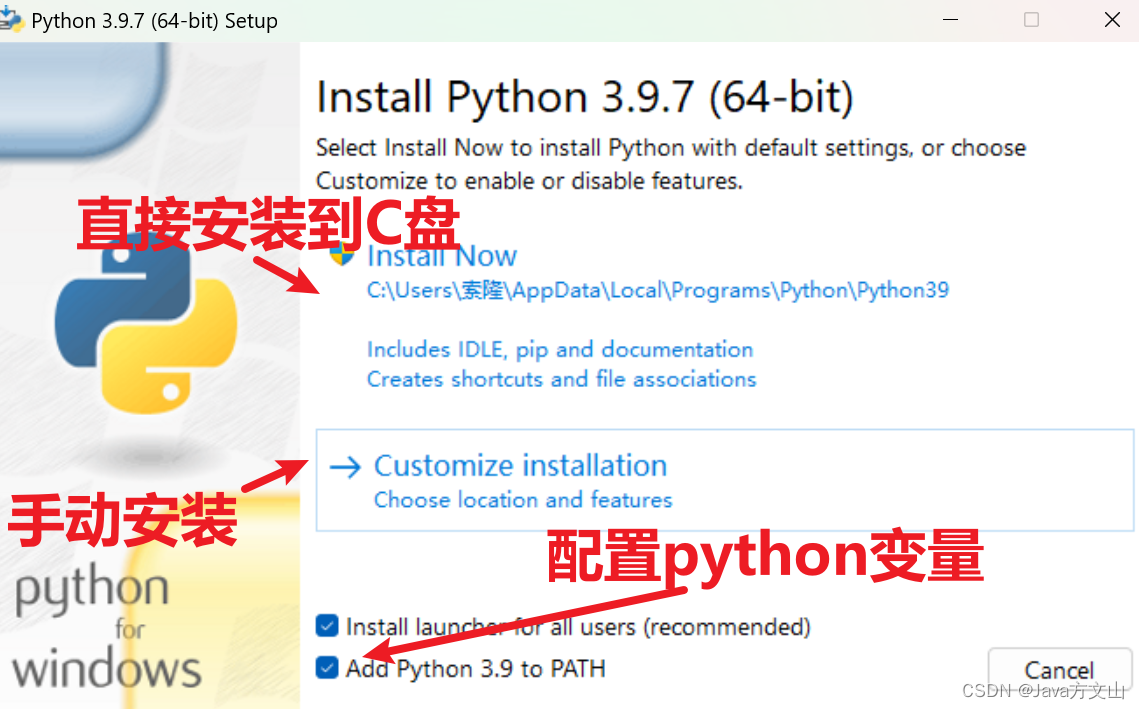 Python 3.9.7 (64-bit) Setup
Install Python 3.9.7 (64-bit)
Select Install Now to install Python with default settings, or choose
Customize to enable or disable features.
直接安装到C盘
Install Now
C:\Users\索隆\AppData\Local\Programs\Python\Python39
Includes IDLE, pip and documentation
Creates shortcuts and file associations
Customize installation
Choose location and features
手动安装
配置python变量
python
for
windows
Install launcher for all users (recommended)
Add Python 3.9 to PATH
Cancel
CSDN @Java方文山